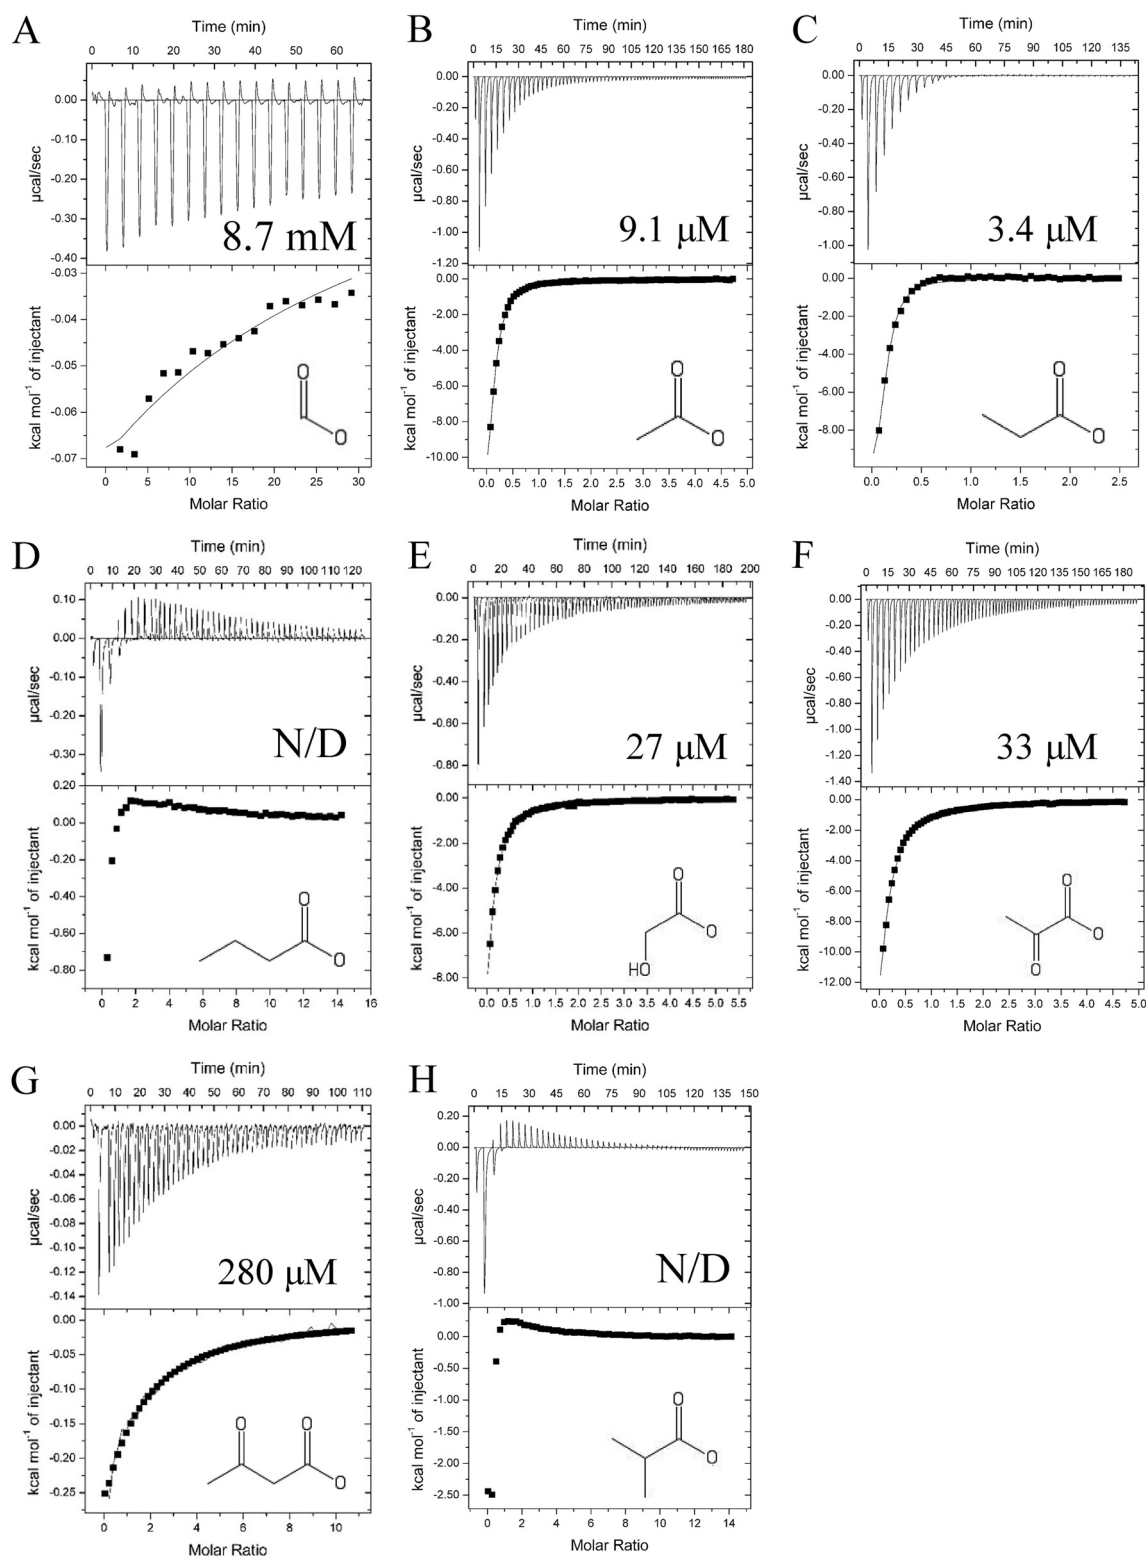 A
Time (min)
0 10 20 30 40 50 60
0.00
-0.10
-0.20
-0.30
-0.40
µcal/sec
8.7 mM
-0.03
-0.04
-0.05
-0.06
-0.07
kcal mol⁻¹ of injectant
O
O
0 5 10 15 20 25 30
Molar Ratio
B
Time (min)
0 15 30 45 60 75 90 105 120 135 150 165 180
0.00
-0.20
-0.40
-0.60
-0.80
-1.00
-1.20
µcal/sec
9.1 µM
0.00
-2.00
-4.00
-6.00
-8.00
-10.00
kcal mol⁻¹ of injectant
O
O
0.0 0.5 1.0 1.5 2.0 2.5 3.0 3.5 4.0 4.5 5.0
Molar Ratio
C
Time (min)
0 15 30 45 60 75 90 105 120 135
0.00
-0.20
-0.40
-0.60
-0.80
-1.00
µcal/sec
3.4 µM
0.00
-2.00
-4.00
-6.00
-8.00
kcal mol⁻¹ of injectant
O
O
0.0 0.5 1.0 1.5 2.0 2.5
Molar Ratio
D
Time (min)
0 10 20 30 40 50 60 70 80 90 100 110 120
0.10
0.00
-0.10
-0.20
-0.30
µcal/sec
N/D
0.20
0.00
-0.20
-0.40
-0.60
-0.80
kcal mol⁻¹ of injectant
O
O
0 2 4 6 8 10 12 14 16
Molar Ratio
E
Time (min)
0 20 40 60 80 100 120 140 160 180 200
0.00
-0.20
-0.40
-0.60
-0.80
µcal/sec
27 µM
0.00
-2.00
-4.00
-6.00
-8.00
kcal mol⁻¹ of injectant
O
O
HO
0.0 0.5 1.0 1.5 2.0 2.5 3.0 3.5 4.0 4.5 5.0 5.5
Molar Ratio
F
Time (min)
0 15 30 45 60 75 90 105 120 135 150 165 180
0.00
-0.20
-0.40
-0.60
-0.80
-1.00
-1.20
-1.40
µcal/sec
33 µM
0.00
-2.00
-4.00
-6.00
-8.00
-10.00
-12.00
kcal mol⁻¹ of injectant
O
O
O
0.0 0.5 1.0 1.5 2.0 2.5 3.0 3.5 4.0 4.5 5.0
Molar Ratio
G
Time (min)
0 10 20 30 40 50 60 70 80 90 100 110
0.00
-0.02
-0.04
-0.06
-0.08
-0.10
-0.12
-0.14
µcal/sec
280 µM
0.00
-0.05
-0.10
-0.15
-0.20
-0.25
kcal mol⁻¹ of injectant
O O
O
0 2 4 6 8 10
Molar Ratio
H
Time (min)
0 15 30 45 60 75 90 105 120 135 150
0.20
0.00
-0.20
-0.40
-0.60
-0.80
-1.00
µcal/sec
N/D
0.00
-0.50
-1.00
-1.50
-2.00
-2.50
kcal mol⁻¹ of injectant
O
O
0 2 4 6 8 10 12 14
Molar Ratio